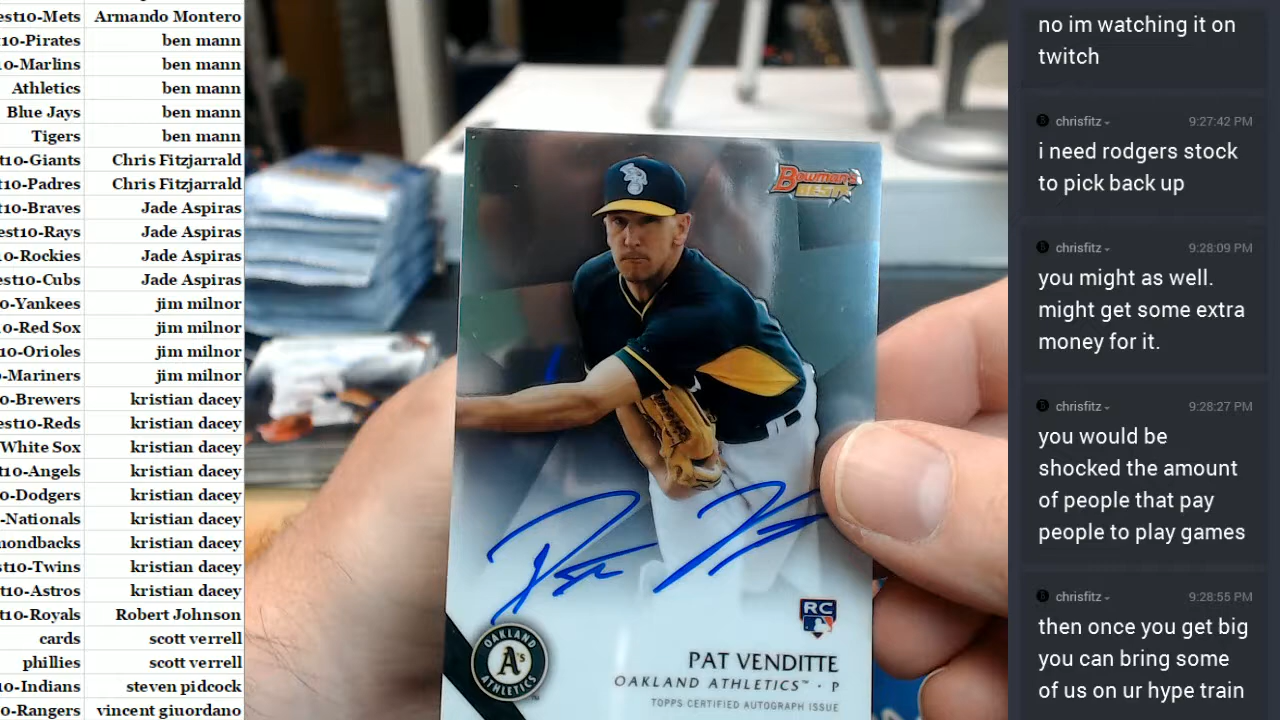 est10-Mets Armando Montero
10-Pirates ben mann
0-Marlins ben mann
Athletics ben mann
Blue Jays ben mann
Tigers ben mann
t10-Giants Chris Fitzjarrald
t10-Padres Chris Fitzjarrald
t10-Braves Jade Aspiras
est10-Rays Jade Aspiras
0-Rockies Jade Aspiras
est10-Cubs Jade Aspiras
0-Yankees jim milnor
0-Red Sox jim milnor
10-Orioles jim milnor
0-Mariners jim milnor
0-Brewers kristian dacey
est10-Reds kristian dacey
White Sox kristian dacey
t10-Angels kristian dacey
0-Dodgers kristian dacey
-Nationals kristian dacey
mondbacks kristian dacey
st10-Twins kristian dacey
t10-Astros kristian dacey
t10-Royals Robert Johnson
cards scott verrell
phillies scott verrell
10-Indians steven pidcock
0-Rangers vincent giuordano
Bowman's
BEST
RC
OAKLAND
A's
ATHLETICS
PAT VENDITTE
OAKLAND ATHLETICS™ · P
TOPPS CERTIFIED AUTOGRAPH ISSUE
no im watching it on
twitch
chrisfitz 9:27:42 PM
i need rodgers stock
to pick back up
chrisfitz 9:28:09 PM
you might as well.
might get some extra
money for it.
chrisfitz 9:28:27 PM
you would be
shocked the amount
of people that pay
people to play games
chrisfitz 9:28:55 PM
then once you get big
you can bring some
of us on ur hype train